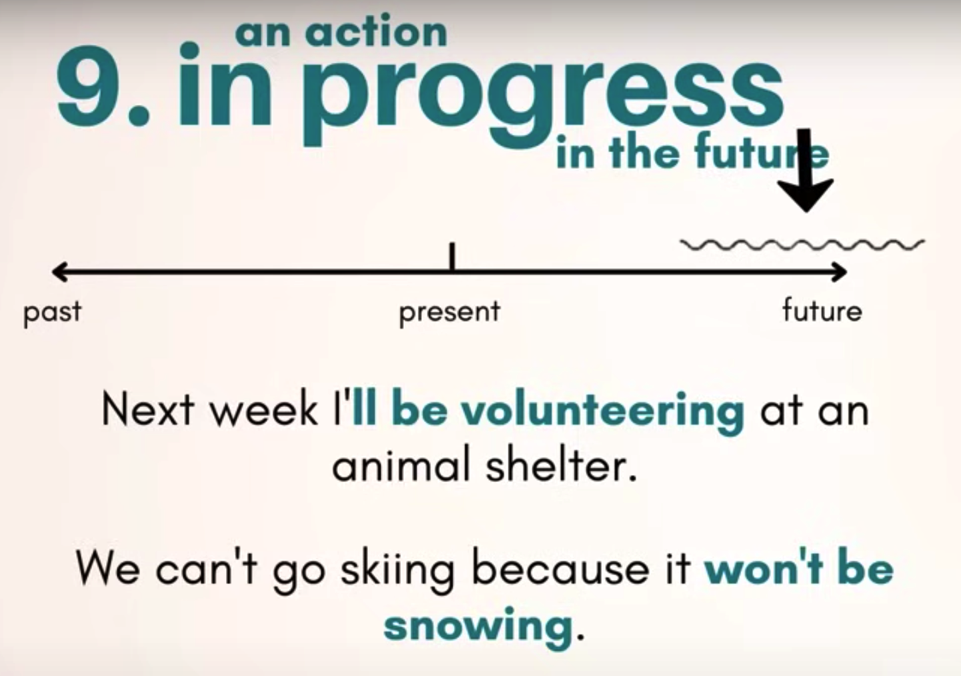 an action
9. in progress
in the future
past present future
Next week I'll be volunteering at an
animal shelter.
We can't go skiing because it won't be
snowing.